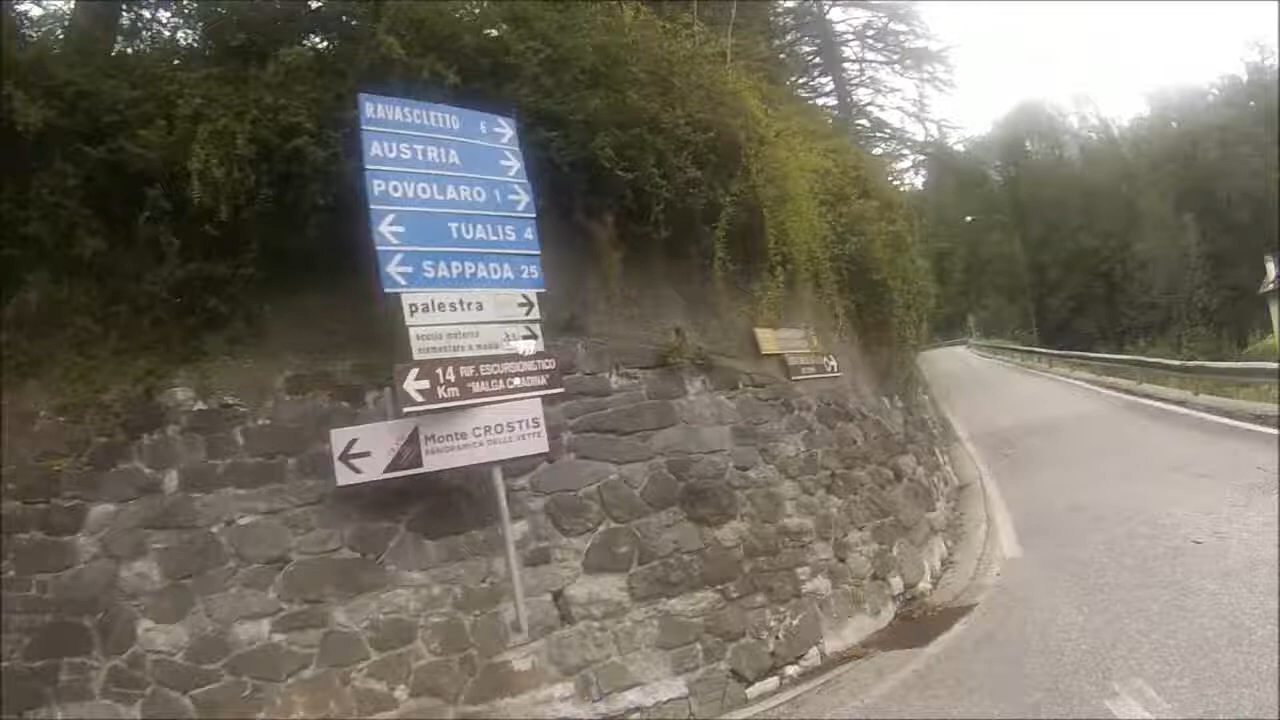 RAVASCLETTO 6
AUSTRIA
POVOLARO 1
TUALIS 4
SAPPADA 25
palestra
scuola materna
elementare e media
14 Km RIF. ESCURSIONISTICO
"MALGA CHADINA"
Monte CROSTIS
PANORAMICA DELLE VETTE